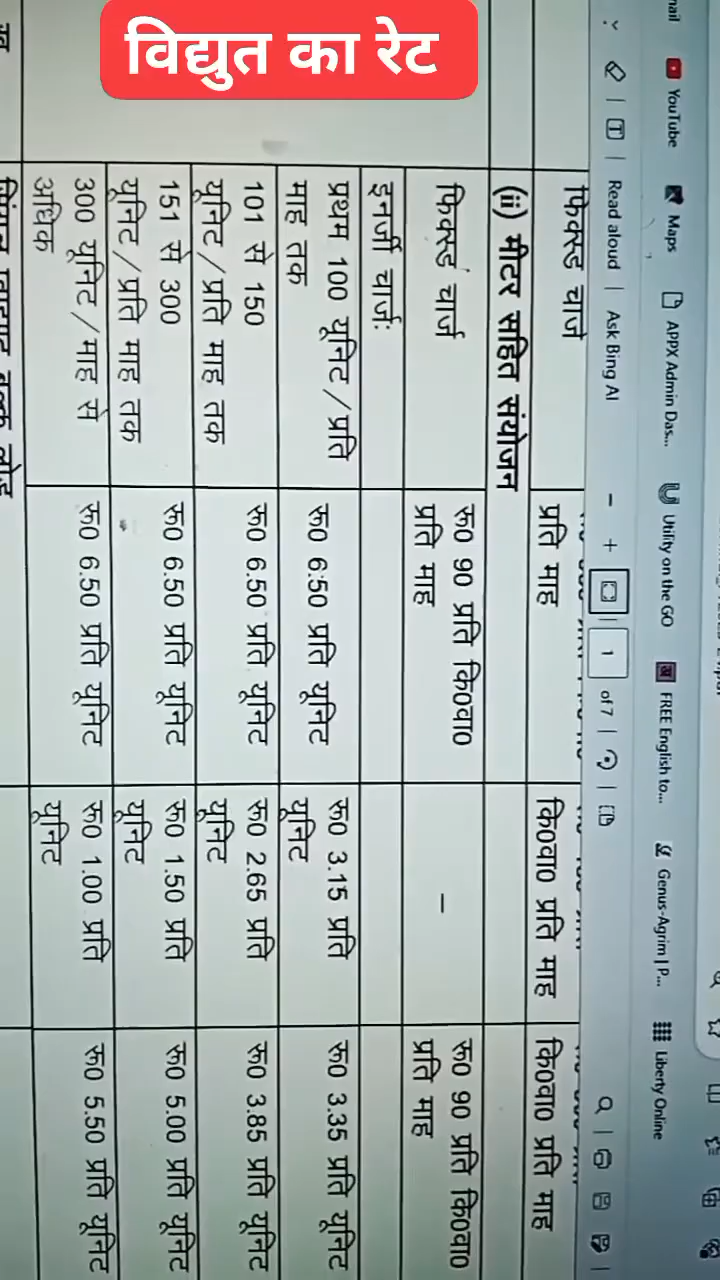 विद्युत का रेट
nail
YouTube
Maps
APPX Admin Das...
Utility on the GO
FREE English to...
Genus-Agrim | P...
Liberty Online
Read aloud
Ask Bing AI
1
of 7
फिक्स्ड चार्ज
प्रति माह
कि0वा0 प्रति माह
कि0वा0 प्रति माह
(ii) मीटर सहित संयोजन
फिक्स्ड चार्ज
रू0 90 प्रति कि0वा0
प्रति माह
–
रू0 90 प्रति कि0वा0
प्रति माह
इनर्जी चार्ज:
प्रथम 100 यूनिट/प्रति
माह तक
रू0 6:50 प्रति यूनिट
रू0 3.15 प्रति
यूनिट
रू0 3.35 प्रति यूनिट
101 से 150
यूनिट/प्रति माह तक
रू0 6.50 प्रति यूनिट
रू0 2.65 प्रति
यूनिट
रू0 3.85 प्रति यूनिट
151 से 300
यूनिट/प्रति माह तक
रू0 6.50 प्रति यूनिट
रू0 1.50 प्रति
यूनिट
रू0 5.00 प्रति यूनिट
300 यूनिट/माह से
अधिक
रू0 6.50 प्रति यूनिट
रू0 1.00 प्रति
यूनिट
रू0 5.50 प्रति यूनिट